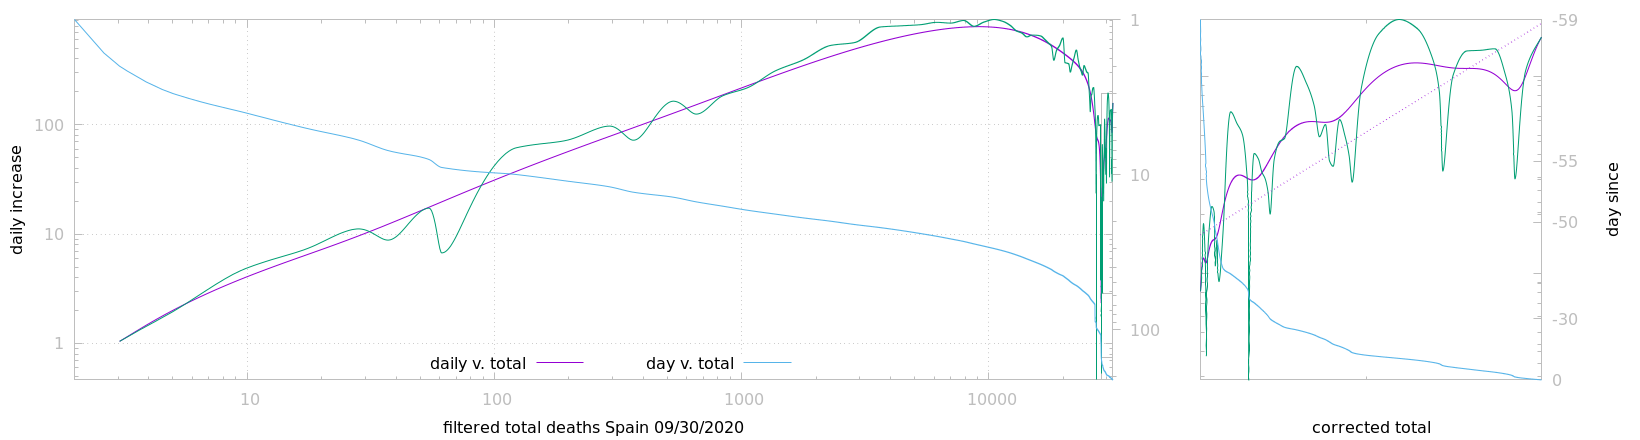 daily increase
100
10
1
10
100
1000
10000
1
10
100
daily v. total
day v. total
filtered total deaths Spain 09/30/2020
-59
-55
-50
-30
0
day since
corrected total